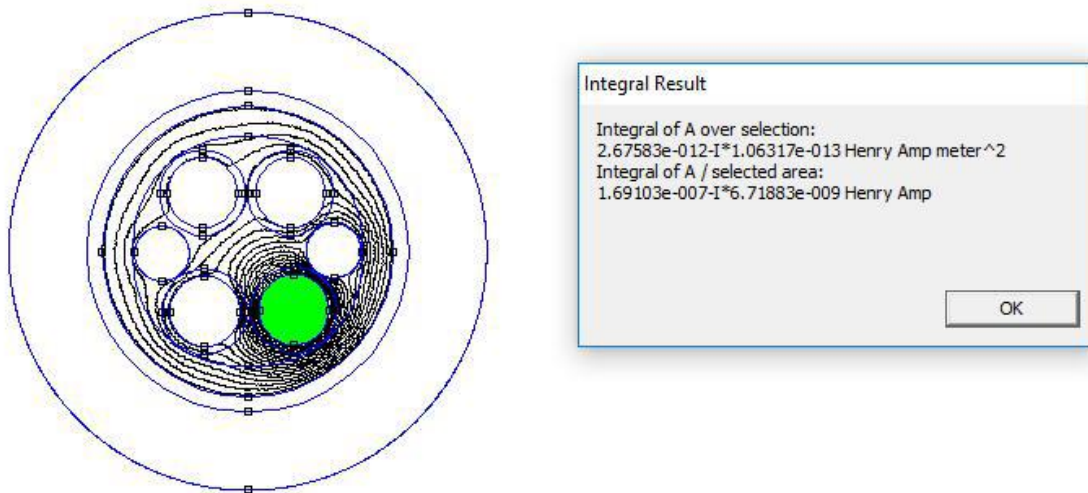 Integral Result
Integral of A over selection:
2.67583e-012-I*1.06317e-013 Henry Amp meter^2
Integral of A / selected area:
1.69103e-007-I*6.71883e-009 Henry Amp
OK